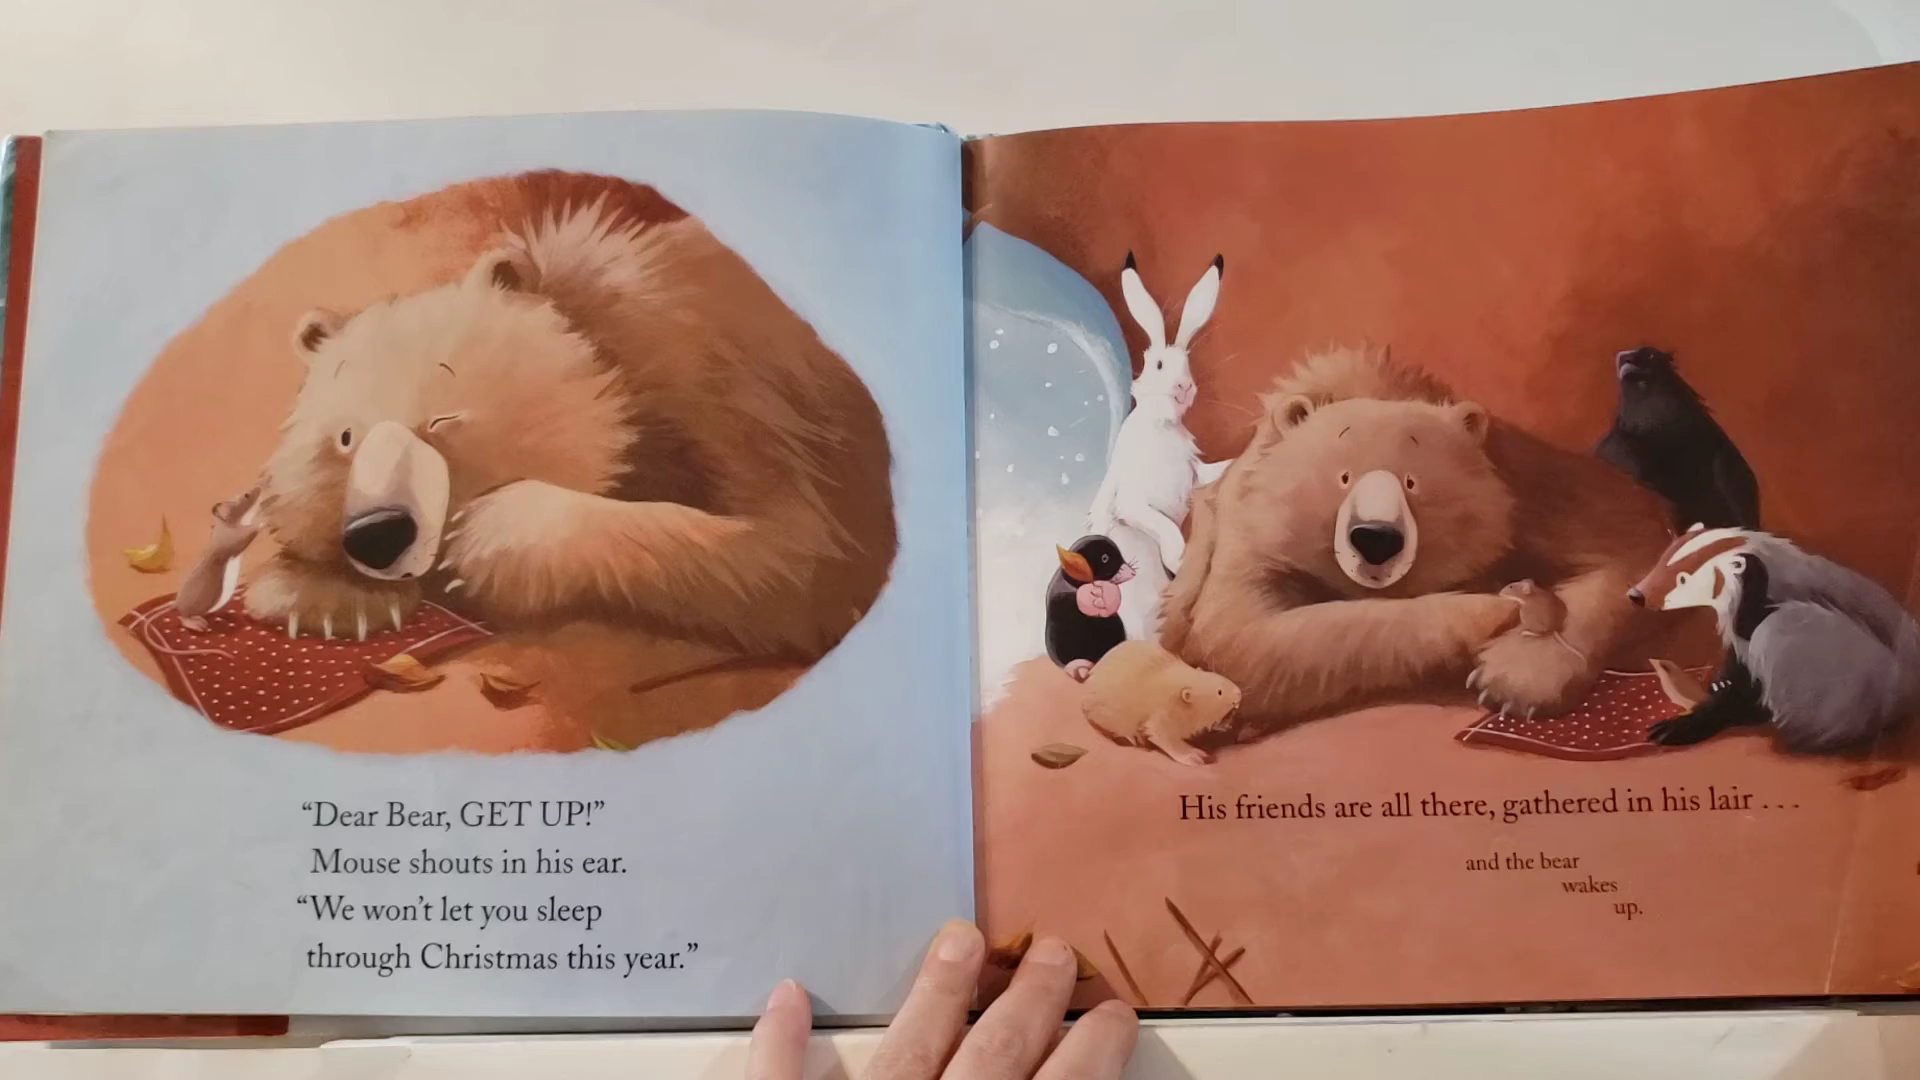 “Dear Bear, GET UP!”
Mouse shouts in his ear.
“We won’t let you sleep
through Christmas this year.”
His friends are all there, gathered in his lair . . .
and the bear
wakes
up.